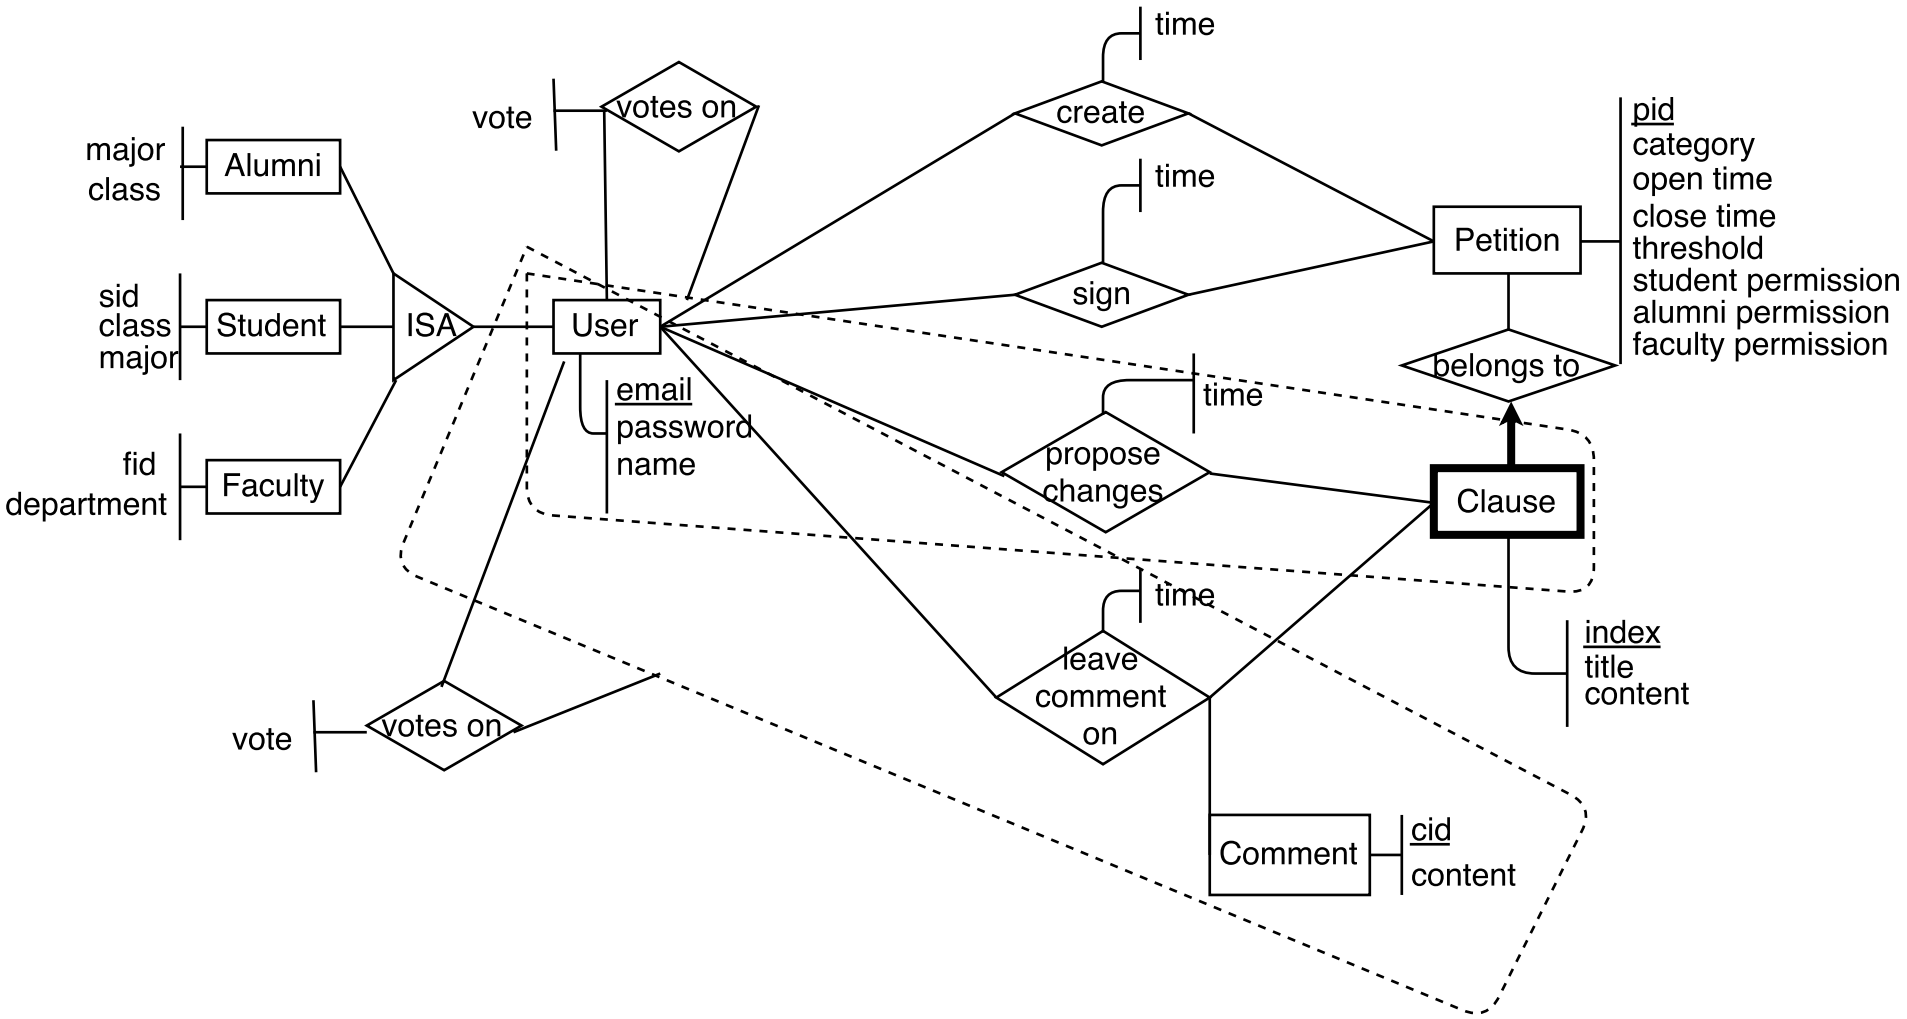 time
votes on
vote
create
pid
category
open time
close time
threshold
student permission
alumni permission
faculty permission
major
class
Alumni
time
sign
Petition
sid
class
major
Student
ISA
User
email
password
name
belongs to
time
propose
changes
Clause
fid
department
Faculty
time
leave
comment
on
index
title
content
vote
votes on
Comment
cid
content